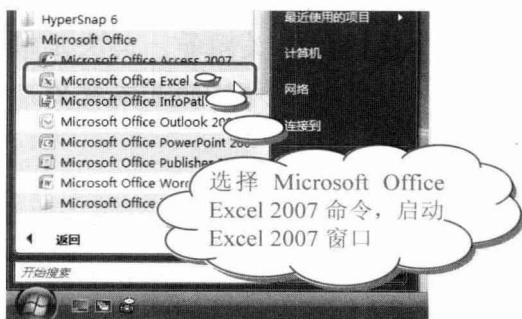 HyperSnap 6
Microsoft Office
Microsoft Office Access 2007
Microsoft Office Excel
Microsoft Office
Microsoft Office Outlook
Microsoft Office PowerPoint
Microsoft Office Publisher
Microsoft Office
Microsoft Office
返回
开始搜索
最近使用的项目
计算机
网络
连接到
选择 Microsoft Office
Excel 2007 命令，启动
Excel 2007 窗口